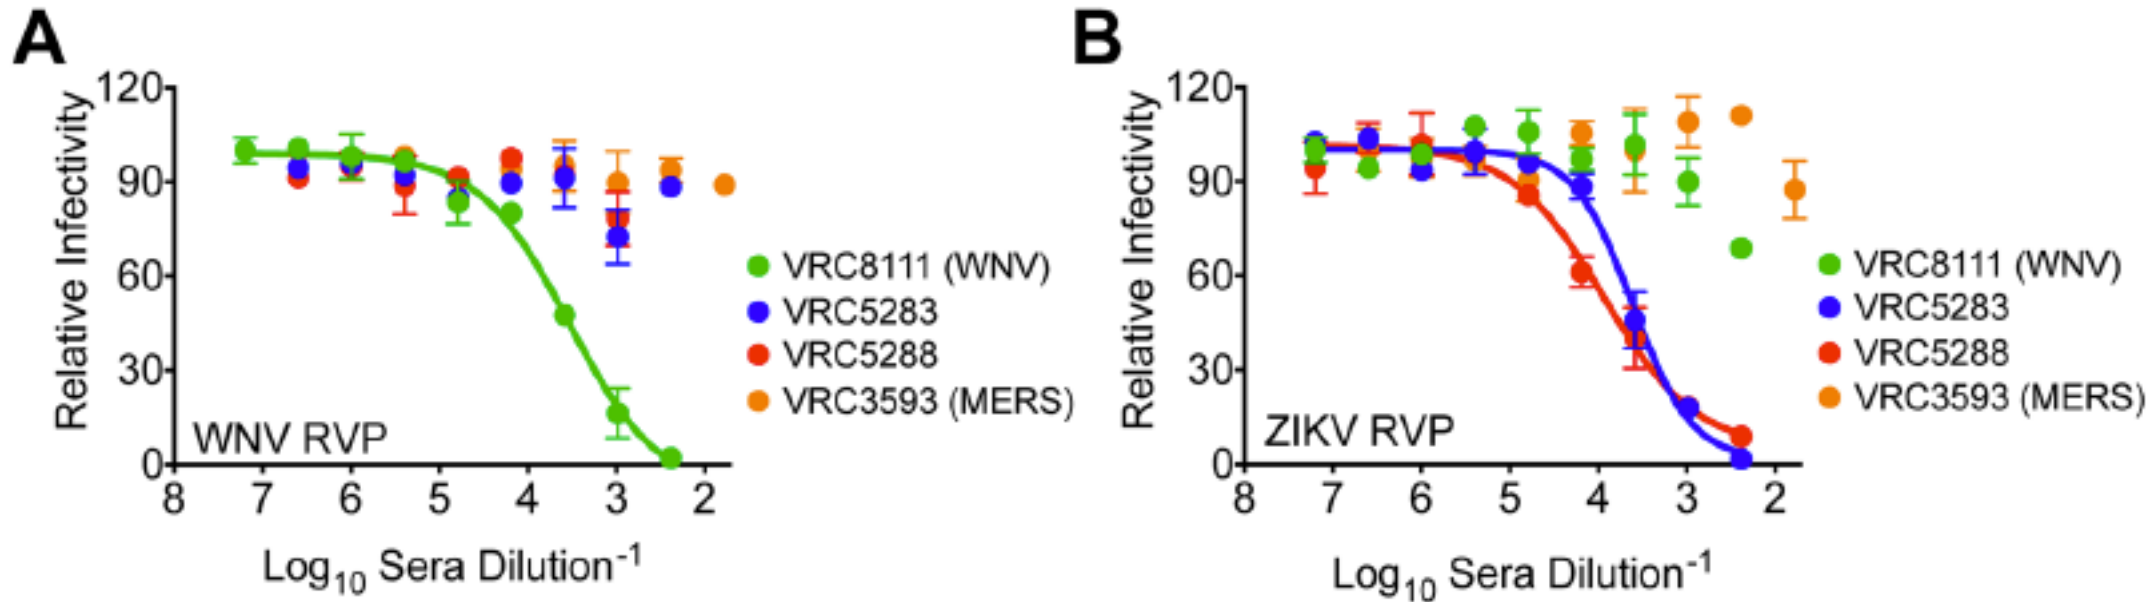 A
Relative Infectivity
120
90
60
30
0
WNV RVP
VRC8111 (WNV)
VRC5283
VRC5288
VRC3593 (MERS)
8 7 6 5 4 3 2
Log10 Sera Dilution-1
B
Relative Infectivity
120
90
60
30
0
ZIKV RVP
VRC8111 (WNV)
VRC5283
VRC5288
VRC3593 (MERS)
8 7 6 5 4 3 2
Log10 Sera Dilution-1